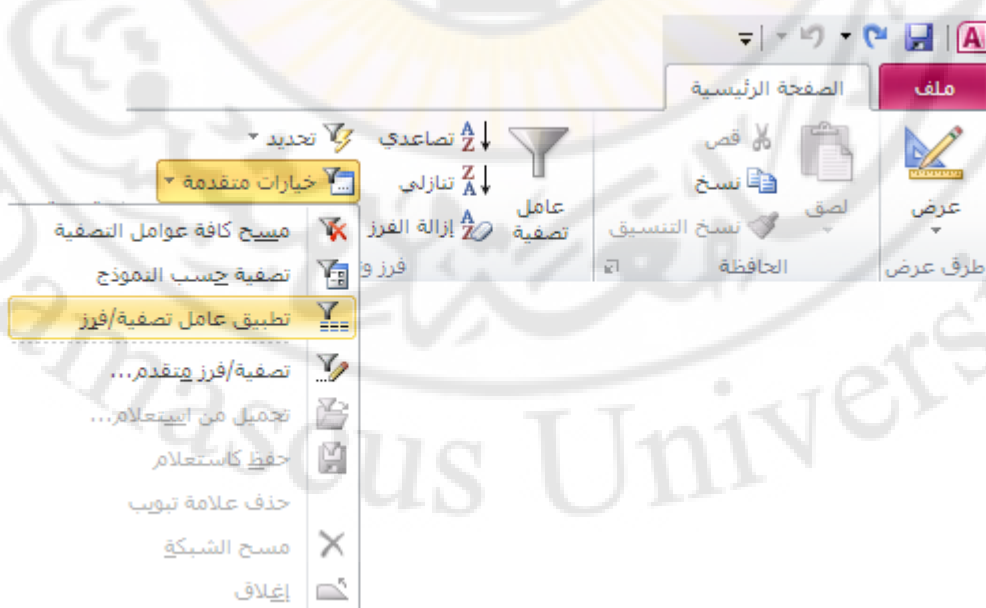 A
ملف
الصفحة الرئيسية
عرض
طرق عرض
لصق
قص
نسخ
نسخ التنسيق
الحافظة
عامل تصفية
تصاعدي
تنازلي
إزالة الفرز
فرز
تحديد
خيارات متقدمة
مسح كافة عوامل التصفية
تصفية حسب النموذج
تطبيق عامل تصفية/فرز
تصفية/فرز متقدم...
تحميل من استعلام...
حفظ كاستعلام
حذف علامة تبويب
مسح الشبكة
إغلاق
Damascus Univers